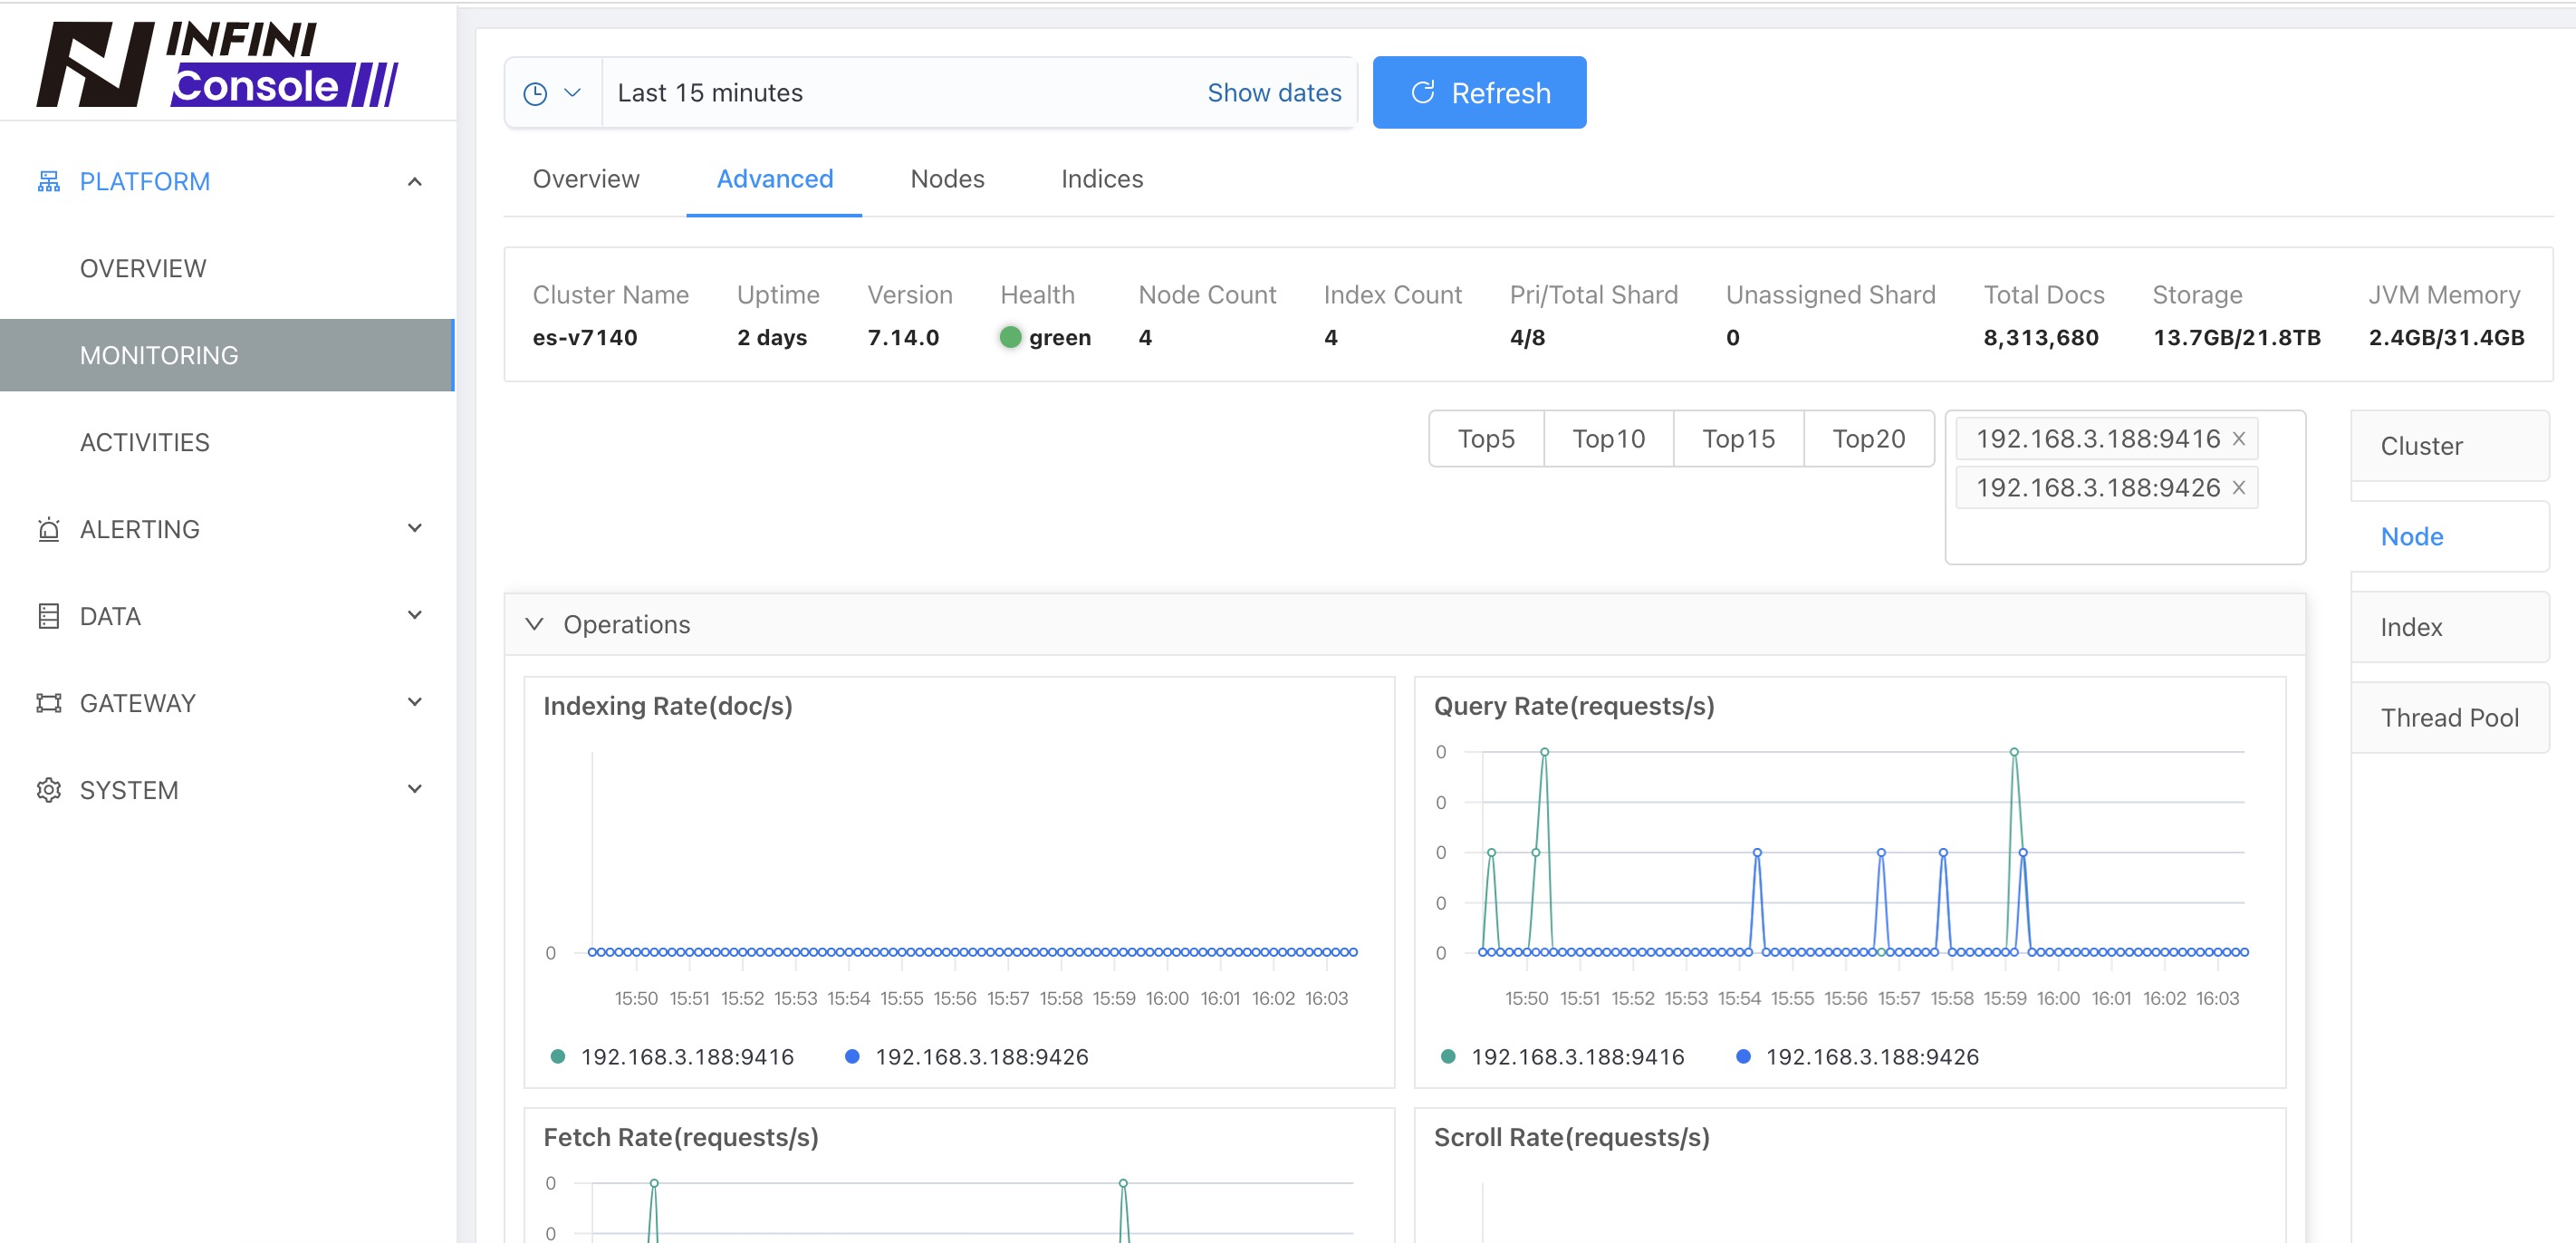 INFINI
Console
PLATFORM
OVERVIEW
MONITORING
ACTIVITIES
ALERTING
DATA
GATEWAY
SYSTEM
Last 15 minutes
Show dates
Refresh
Overview
Advanced
Nodes
Indices
Cluster Name
Uptime
Version
Health
Node Count
Index Count
Pri/Total Shard
Unassigned Shard
Total Docs
Storage
JVM Memory
es-v7140
2 days
7.14.0
green
4
4
4/8
0
8,313,680
13.7GB/21.8TB
2.4GB/31.4GB
Top5
Top10
Top15
Top20
192.168.3.188:9416
192.168.3.188:9426
Cluster
Node
Index
Thread Pool
Operations
Indexing Rate(doc/s)
0
15:50 15:51 15:52 15:53 15:54 15:55 15:56 15:57 15:58 15:59 16:00 16:01 16:02 16:03
192.168.3.188:9416
192.168.3.188:9426
Query Rate(requests/s)
0
0
0
0
0
15:50 15:51 15:52 15:53 15:54 15:55 15:56 15:57 15:58 15:59 16:00 16:01 16:02 16:03
192.168.3.188:9416
192.168.3.188:9426
Fetch Rate(requests/s)
0
0
Scroll Rate(requests/s)